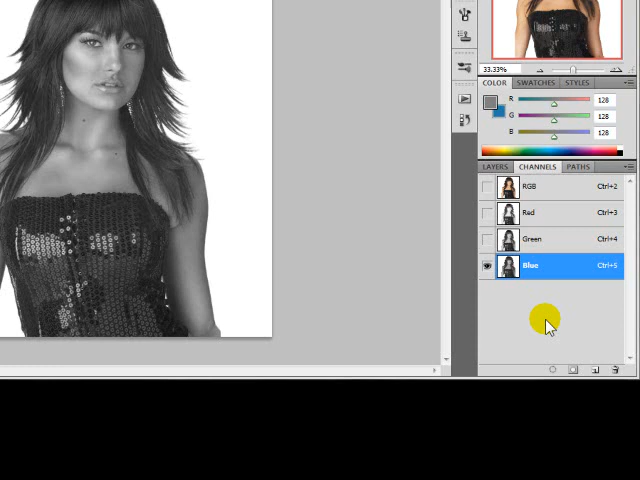 33.33%
COLOR SWATCHES STYLES
R 128
G 128
B 128
LAYERS CHANNELS PATHS
RGB Ctrl+2
Red Ctrl+3
Green Ctrl+4
Blue Ctrl+5